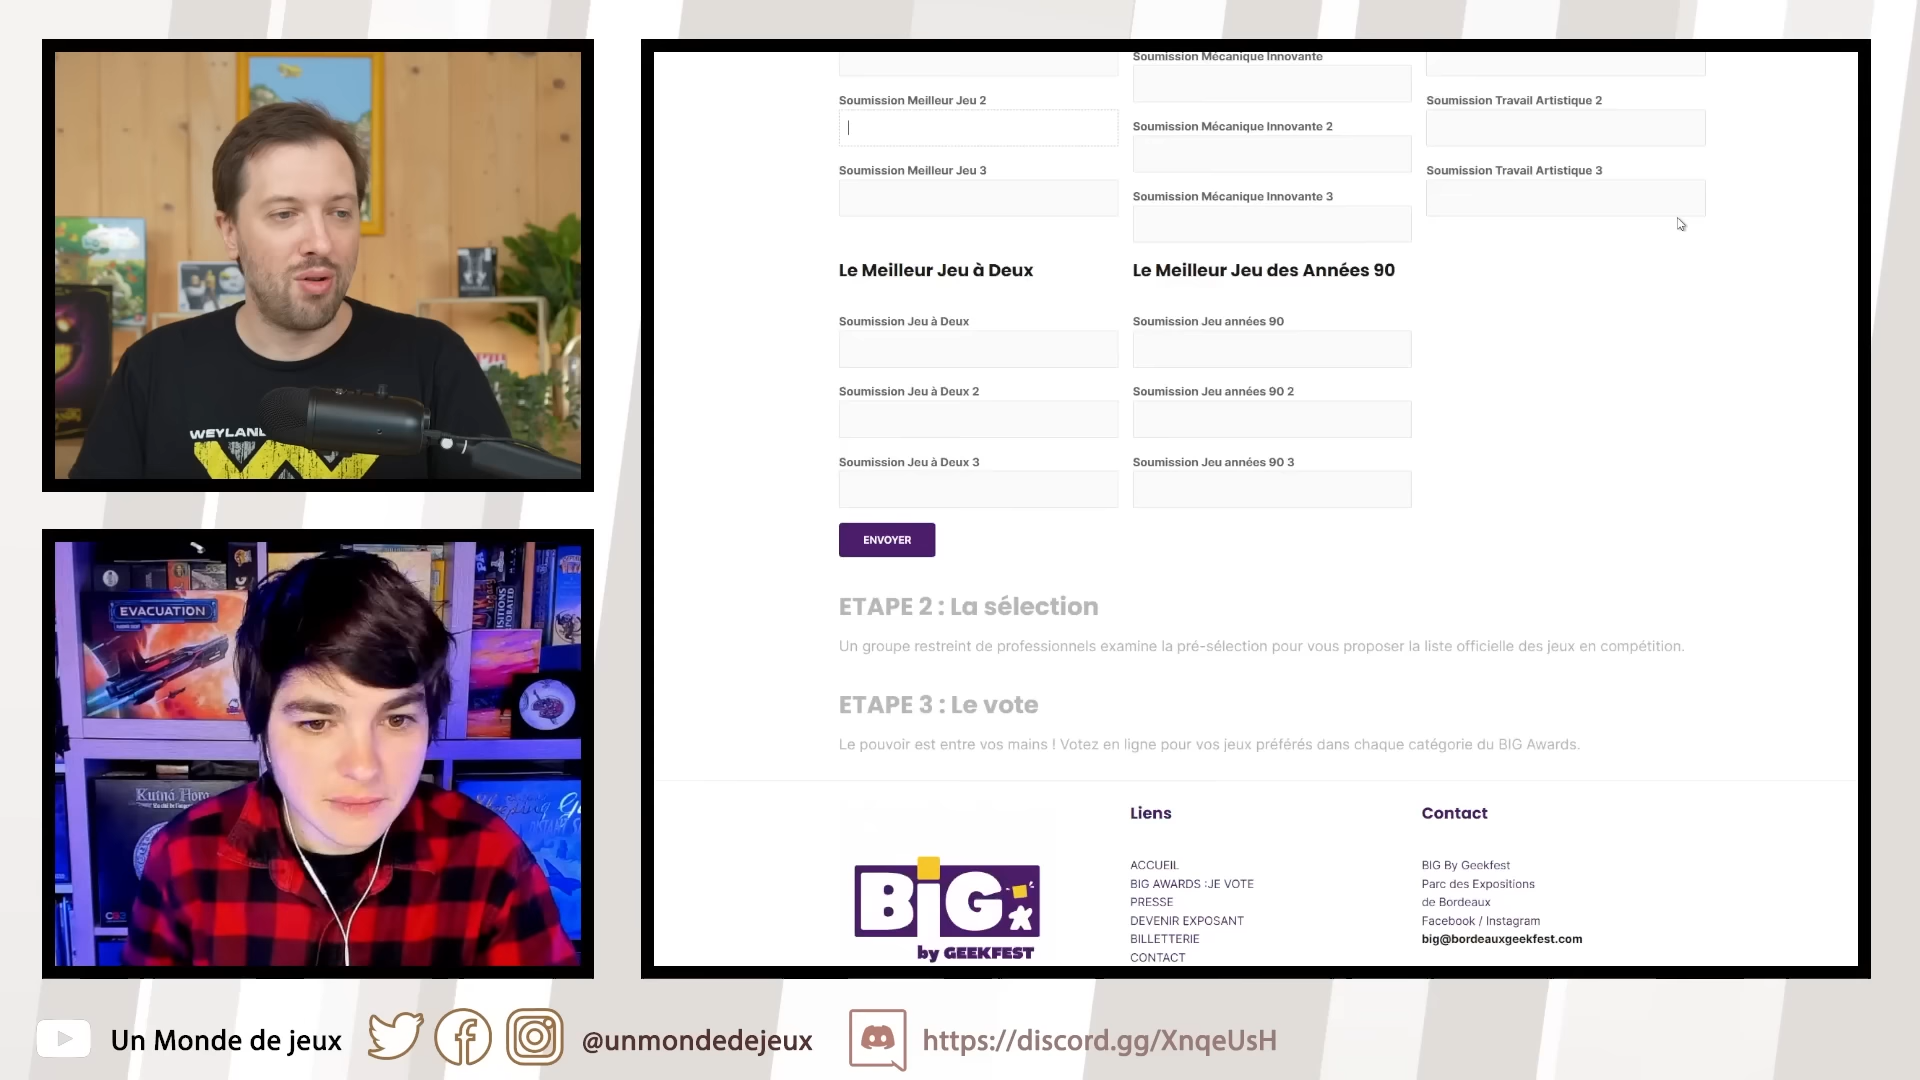 WEYLAN
EVACUATION
Kutná Hora
Soumission Mécanique Innovante
Soumission Meilleur Jeu 2
Soumission Travail Artistique 2
Soumission Mécanique Innovante 2
Soumission Meilleur Jeu 3
Soumission Travail Artistique 3
Soumission Mécanique Innovante 3
Le Meilleur Jeu à Deux
Le Meilleur Jeu des Années 90
Soumission Jeu à Deux
Soumission Jeu années 90
Soumission Jeu à Deux 2
Soumission Jeu années 90 2
Soumission Jeu à Deux 3
Soumission Jeu années 90 3
ENVOYER
ETAPE 2 : La sélection
Un groupe restreint de professionnels examine la pré-sélection pour vous proposer la liste officielle des jeux en compétition.
ETAPE 3 : Le vote
Le pouvoir est entre vos mains ! Votez en ligne pour vos jeux préférés dans chaque catégorie du BIG Awards.
BiG
by GEEKFEST
Liens
ACCUEIL
BIG AWARDS :JE VOTE
PRESSE
DEVENIR EXPOSANT
BILLETTERIE
CONTACT
Contact
BIG By Geekfest
Parc des Expositions
de Bordeaux
Facebook / Instagram
big@bordeauxgeekfest.com
Un Monde de jeux
@unmondedejeux
https://discord.gg/XnqeUsH